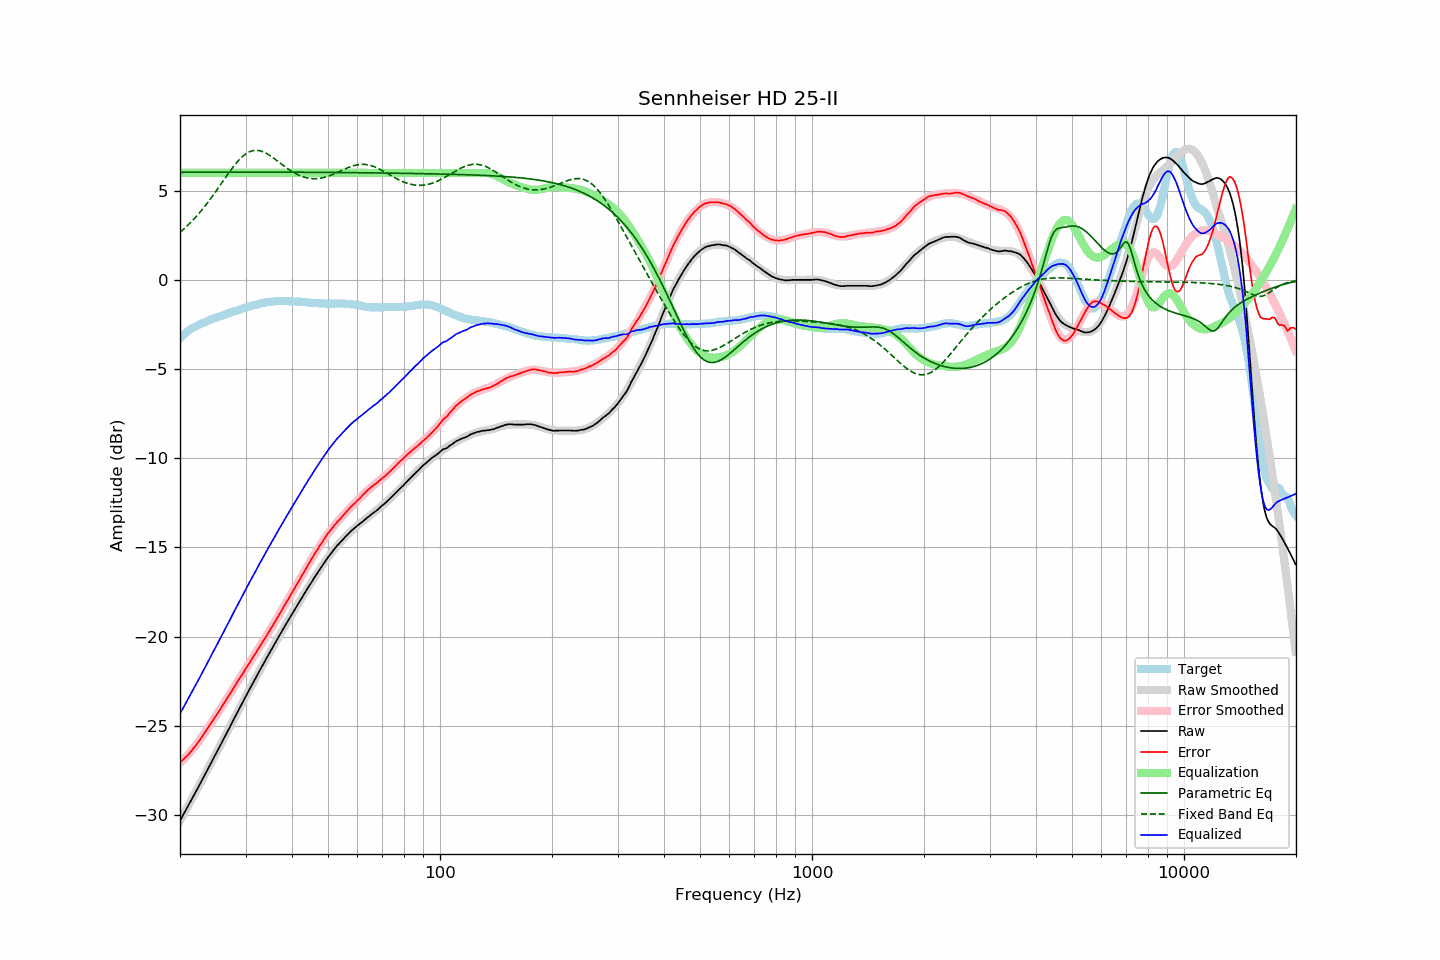 Sennheiser HD 25-II
5
0
−5
−10
−15
−20
−25
−30
Amplitude (dBr)
100
1000
10000
Frequency (Hz)
Target
Raw Smoothed
Error Smoothed
Raw
Error
Equalization
Parametric Eq
Fixed Band Eq
Equalized